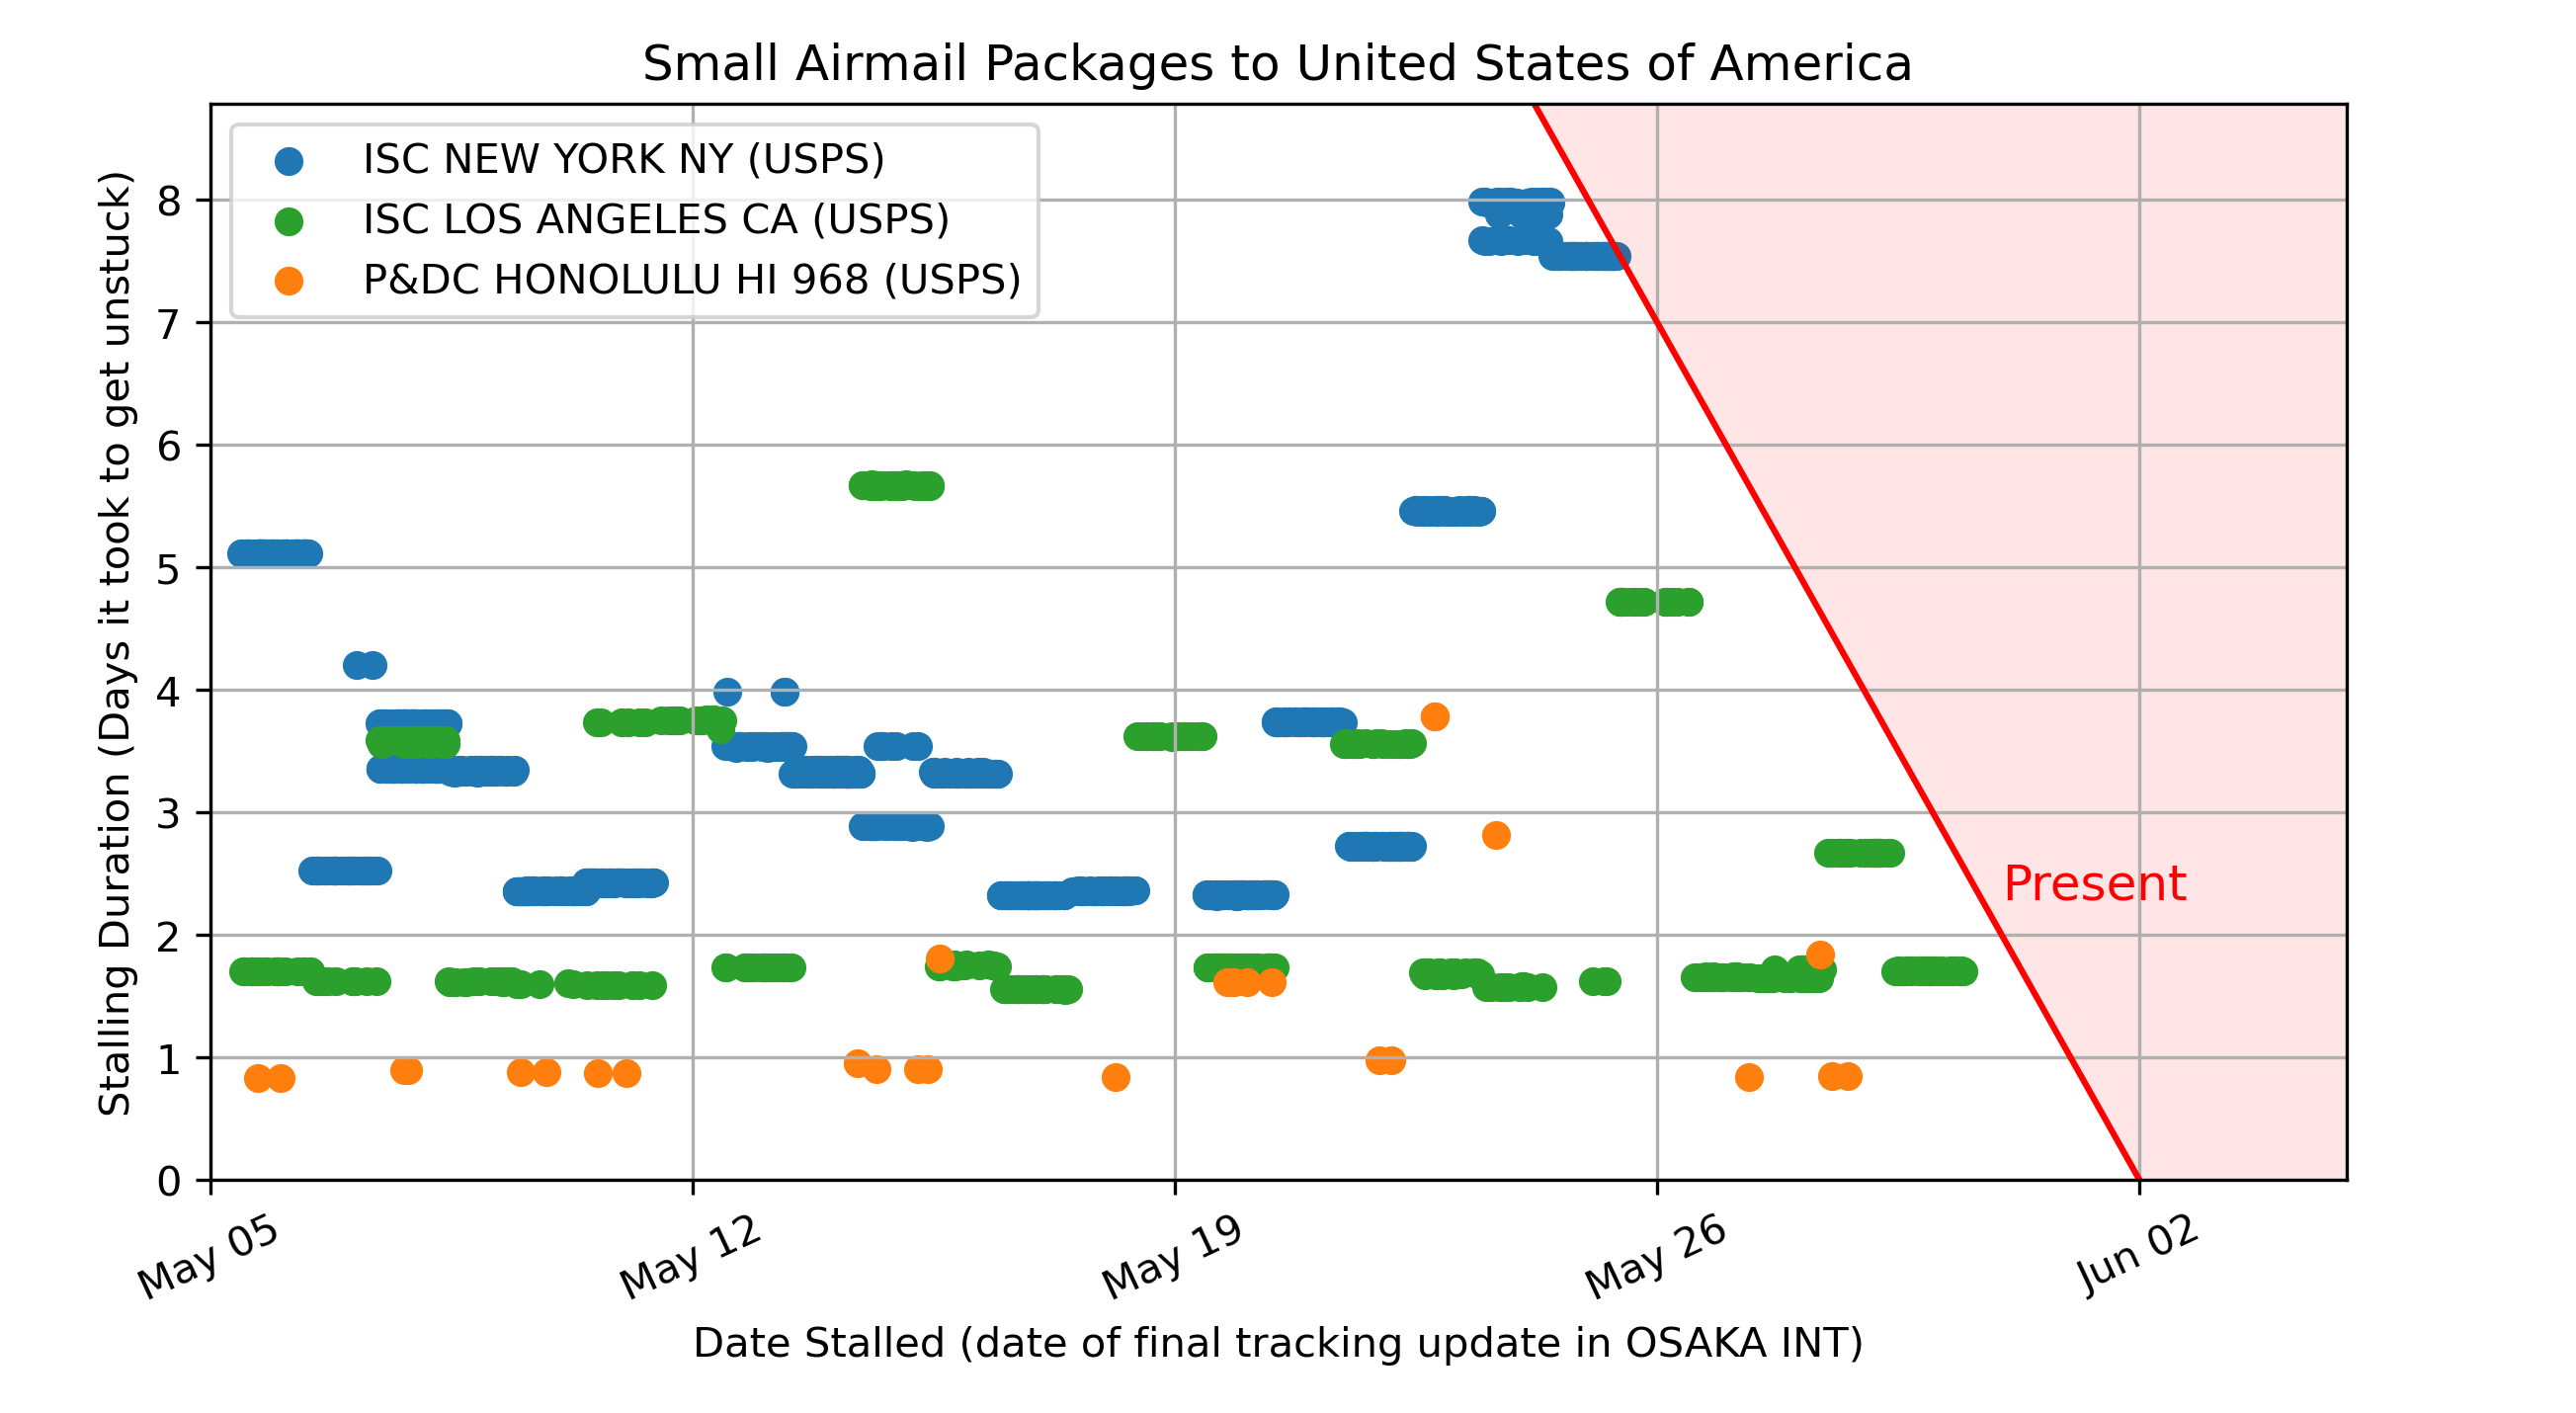 Small Airmail Packages to United States of America
ISC NEW YORK NY (USPS)
ISC LOS ANGELES CA (USPS)
P&DC HONOLULU HI 968 (USPS)
Stalling Duration (Days it took to get unstuck)
8
7
6
5
4
3
2
1
0
Present
May 05
May 12
May 19
May 26
Jun 02
Date Stalled (date of final tracking update in OSAKA INT)